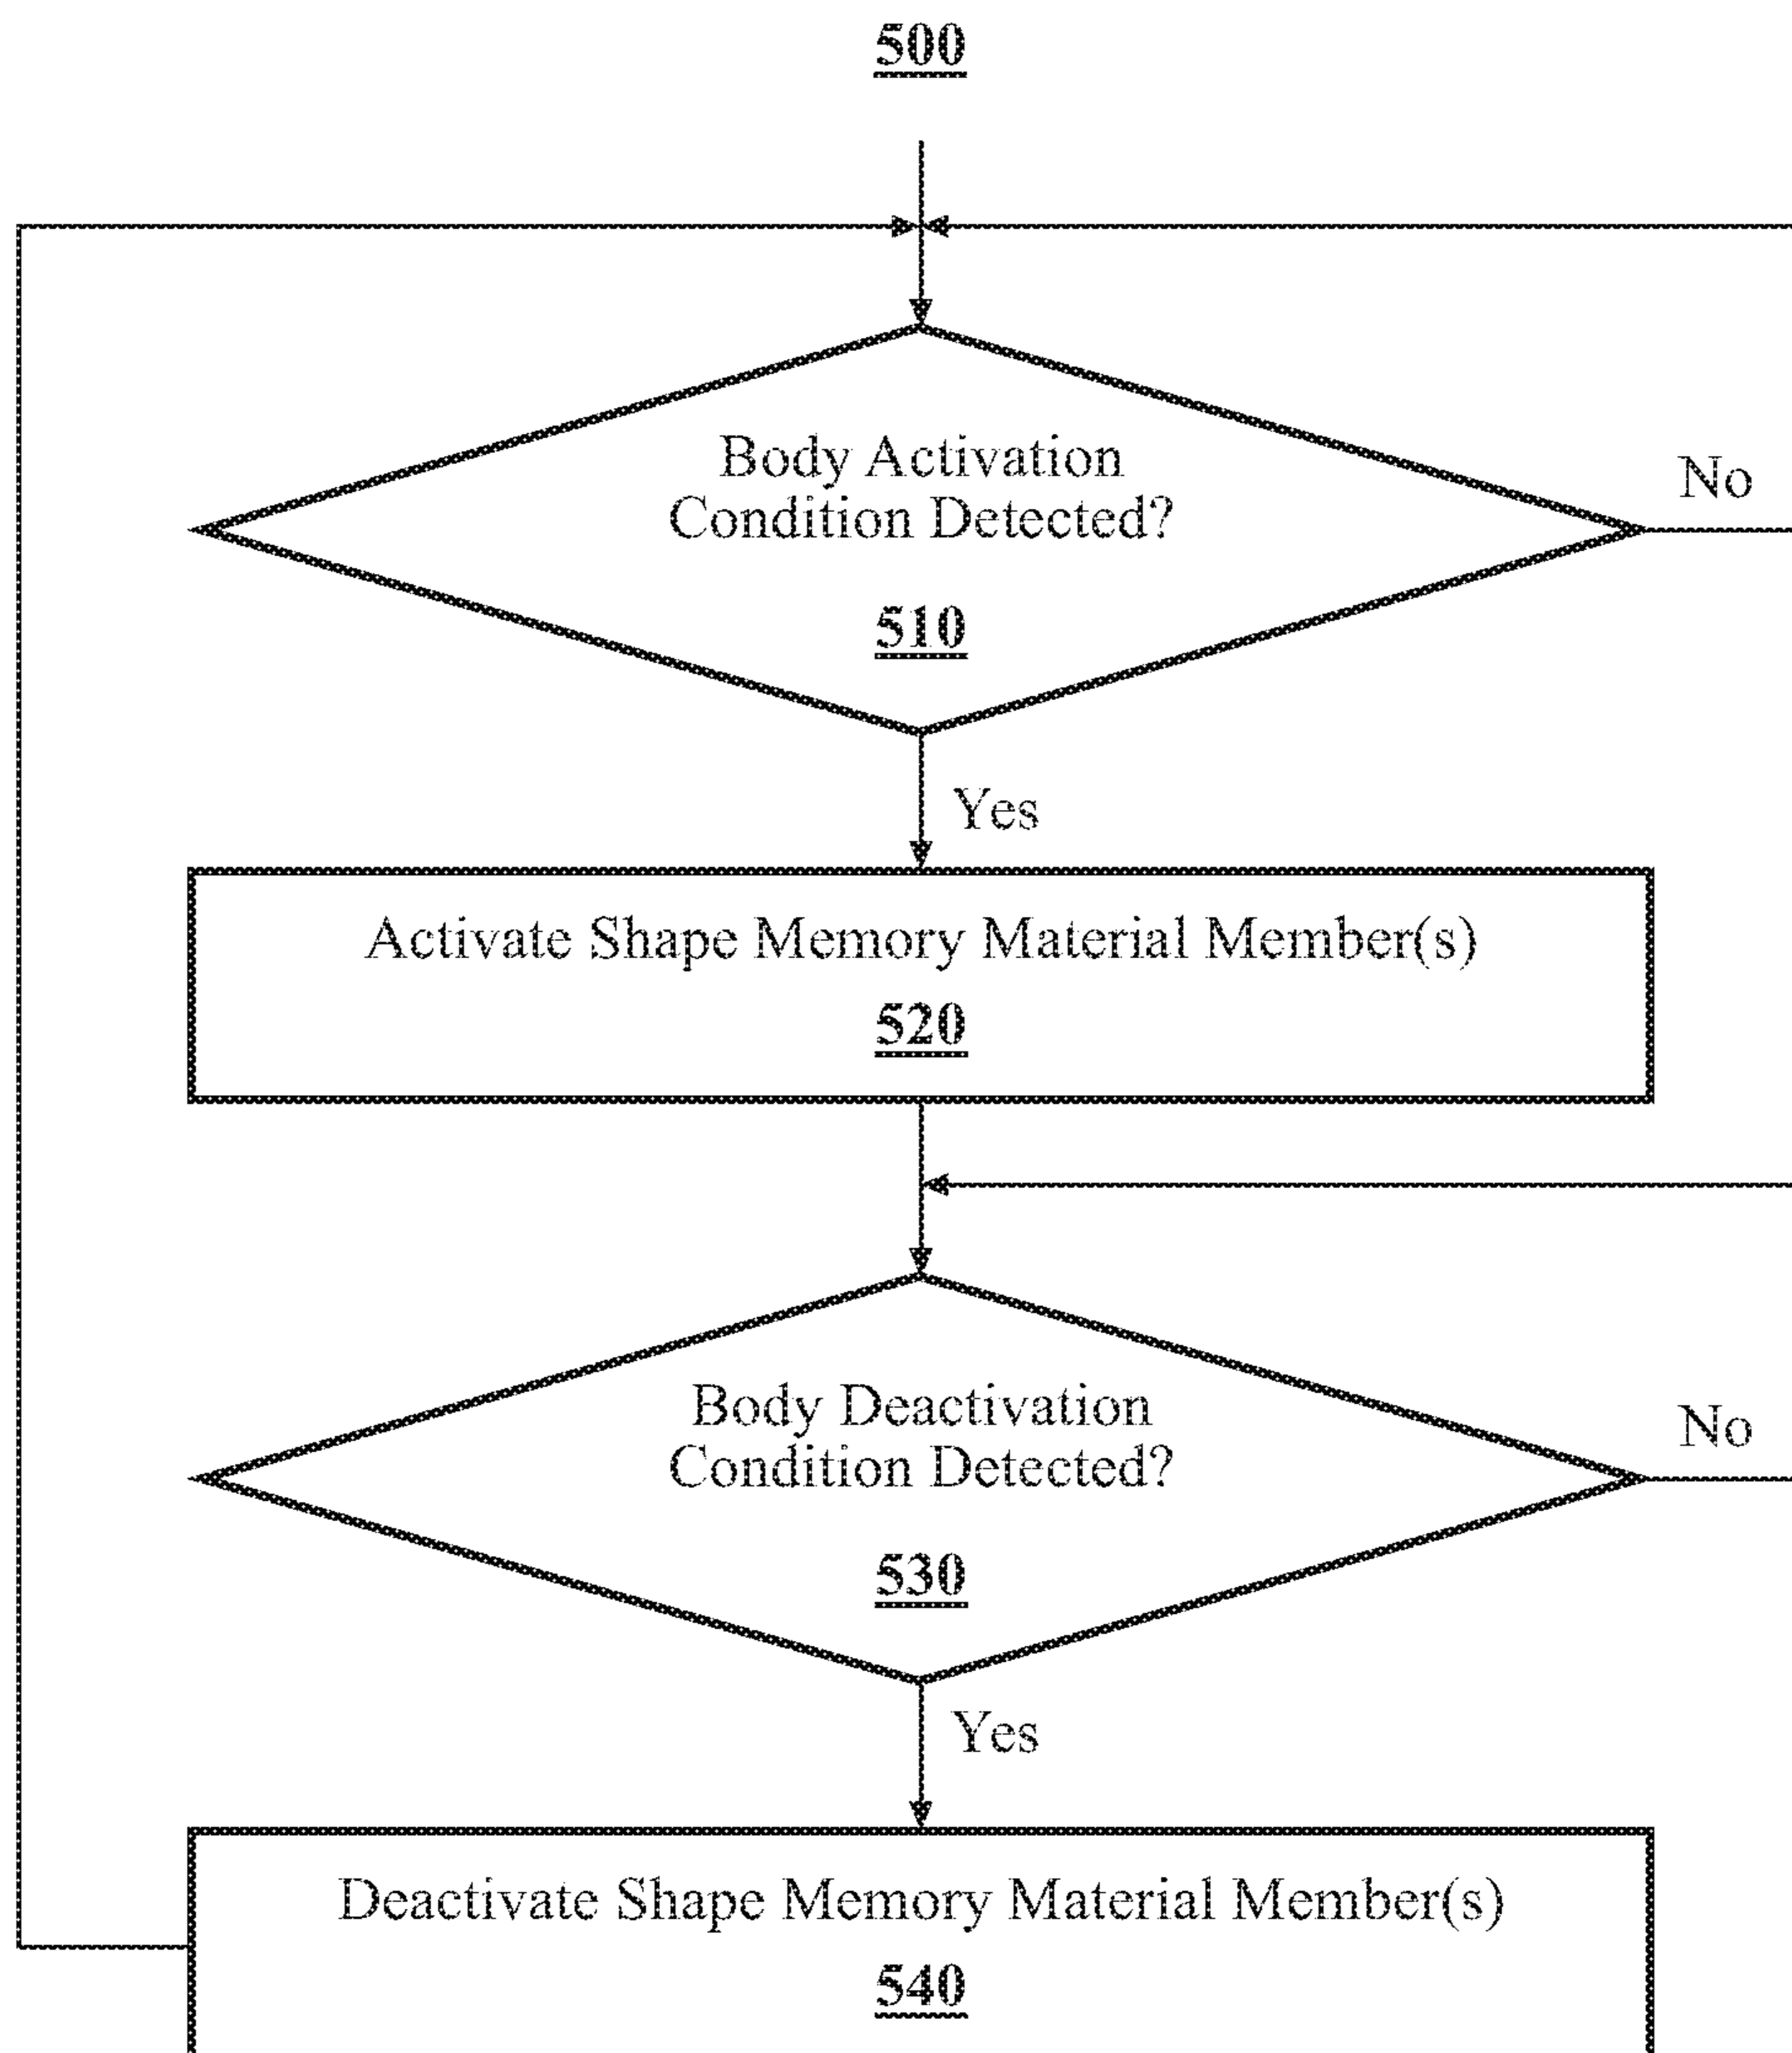 500
Body Activation
Condition Detected?
No
510
Yes
Activate Shape Memory Material Member(s)
520
Body Deactivation
Condition Detected?
No
530
Yes
Deactivate Shape Memory Material Member(s)
540